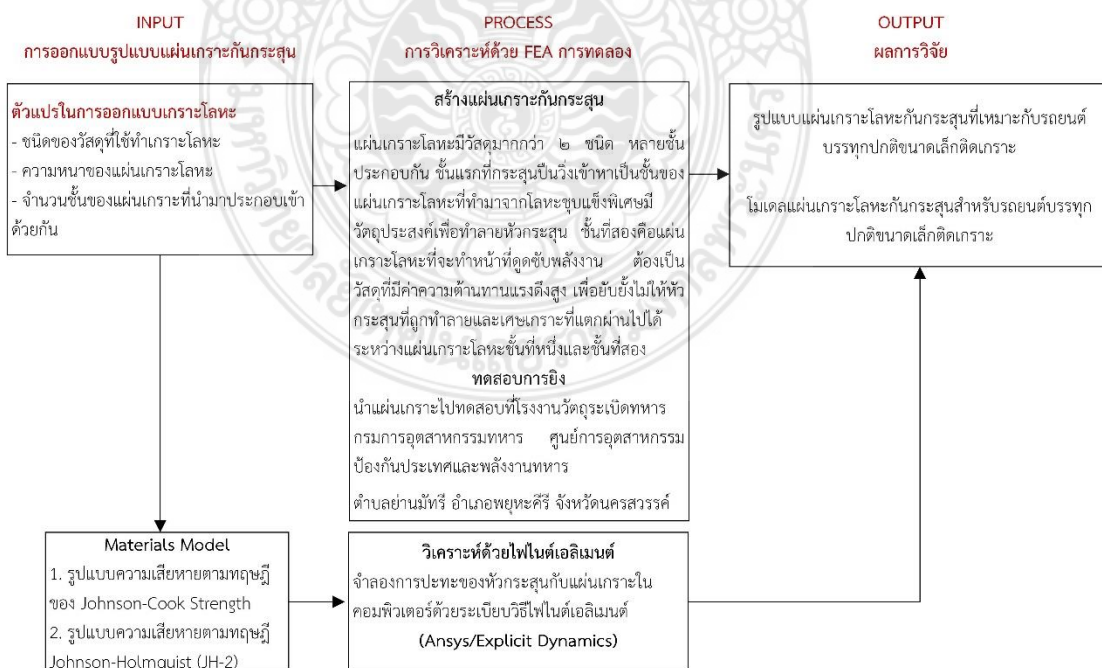 INPUT
การออกแบบรูปแบบแผ่นเกราะกันกระสุน
PROCESS
การวิเคราะห์ด้วย FEA การทดลอง
OUTPUT
ผลการวิจัย
ตัวแปรในการออกแบบเกราะโลหะ
- ชนิดของวัสดุที่ใช้ทำเกราะโลหะ
- ความหนาของแผ่นเกราะโลหะ
- จำนวนชั้นของแผ่นเกราะที่นำมาประกอบเข้า
ด้วยกัน
สร้างแผ่นเกราะกันกระสุน
แผ่นเกราะโลหะมีวัสดุมากกว่า ๒ ชนิด หลายชั้น
ประกอบกัน ชั้นแรกที่กระสุนปืนวิ่งเข้าหาเป็นชั้นของ
แผ่นเกราะโลหะที่ทำมาจากโลหะชุบแข็งพิเศษมี
วัตถุประสงค์เพื่อทำลายหัวกระสุน ชั้นที่สองคือแผ่น
เกราะโลหะที่จะทำหน้าที่ดูดซับพลังงาน ต้องเป็น
วัสดุที่มีค่าความต้านทานแรงดึงสูง เพื่อยับยั้งไม่ให้หัว
กระสุนที่ถูกทำลายและเศษเกราะที่แตกผ่านไปได้
ระหว่างแผ่นเกราะโลหะชั้นที่หนึ่งและชั้นที่สอง
ทดสอบการยิง
นำแผ่นเกราะไปทดสอบที่โรงงานวัตถุระเบิดทหาร
กรมการอุตสาหกรรมทหาร ศูนย์การอุตสาหกรรม
ป้องกันประเทศและพลังงานทหาร
ตำบลย่านมัทรี อำเภอพยุหะคีรี จังหวัดนครสวรรค์
รูปแบบแผ่นเกราะโลหะกันกระสุนที่เหมาะกับรถยนต์
บรรทุกปกติขนาดเล็กติดเกราะ
โมเดลแผ่นเกราะโลหะกันกระสุนสำหรับรถยนต์บรรทุก
ปกติขนาดเล็กติดเกราะ
Materials Model
1. รูปแบบความเสียหายตามทฤษฎี
ของ Johnson-Cook Strength
2. รูปแบบความเสียหายตามทฤษฎี
Johnson-Holmquist (JH-2)
วิเคราะห์ด้วยไฟไนต์เอลิเมนต์
จำลองการปะทะของหัวกระสุนกับแผ่นเกราะใน
คอมพิวเตอร์ด้วยระเบียบวิธีไฟไนต์เอลิเมนต์
(Ansys/Explicit Dynamics)